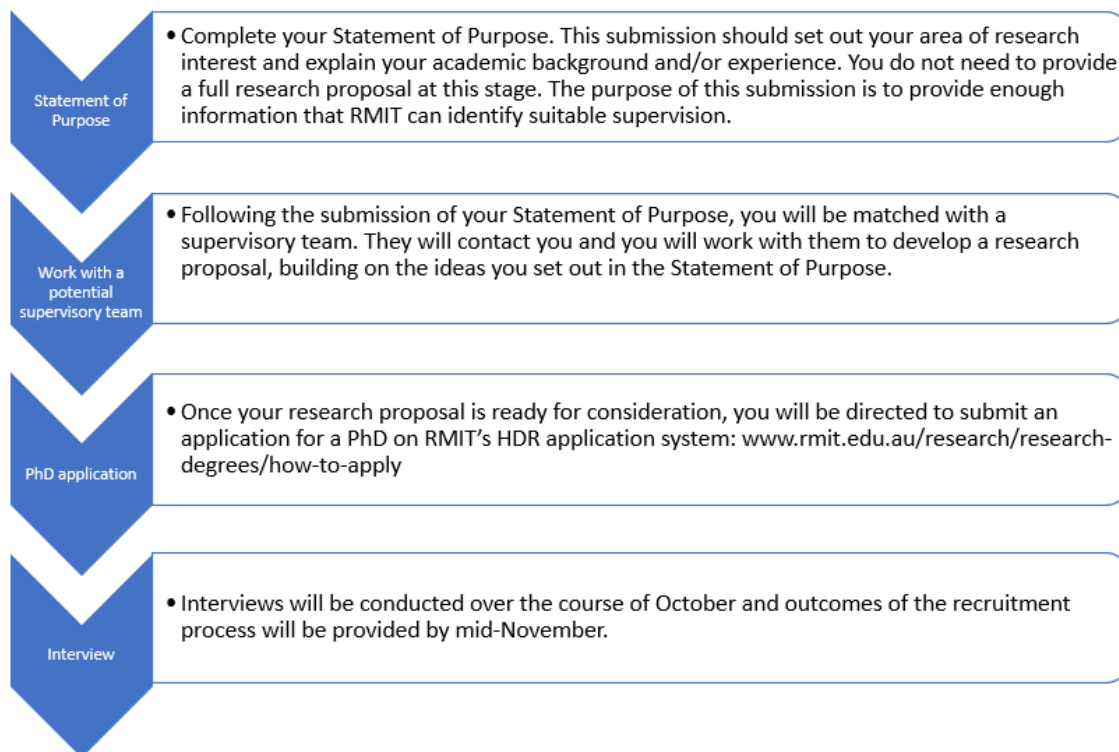 Statement of
Purpose
• Complete your Statement of Purpose. This submission should set out your area of research
interest and explain your academic background and/or experience. You do not need to provide
a full research proposal at this stage. The purpose of this submission is to provide enough
information that RMIT can identify suitable supervision.
Work with a
potential
supervisory team
• Following the submission of your Statement of Purpose, you will be matched with a
supervisory team. They will contact you and you will work with them to develop a research
proposal, building on the ideas you set out in the Statement of Purpose.
PhD application
• Once your research proposal is ready for consideration, you will be directed to submit an
application for a PhD on RMIT’s HDR application system: www.rmit.edu.au/research/research-
degrees/how-to-apply
Interview
• Interviews will be conducted over the course of October and outcomes of the recruitment
process will be provided by mid-November.